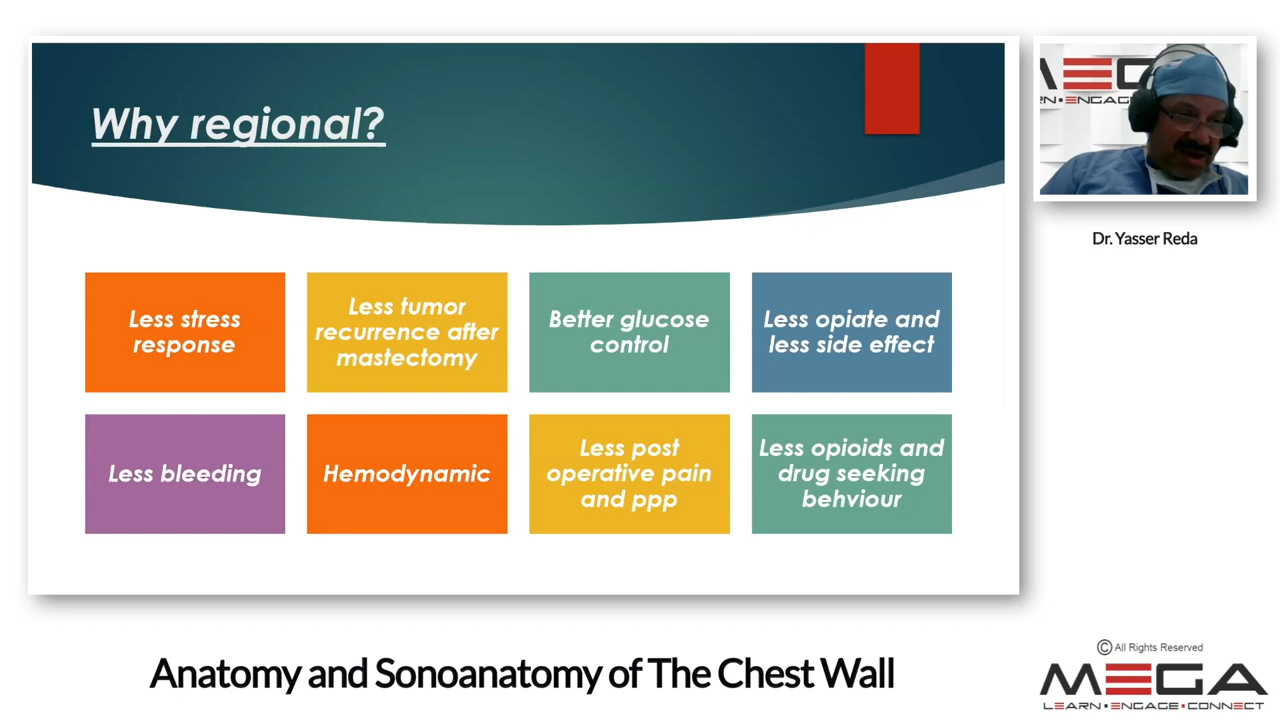 Why regional?
Less stress
response
Less tumor
recurrence after
mastectomy
Better glucose
control
Less opiate and
less side effect
Less bleeding
Hemodynamic
Less post
operative pain
and ppp
Less opioids and
drug seeking
behviour
Dr. Yasser Reda
Anatomy and Sonoanatomy of The Chest Wall
© All Rights Reserved
MEGA
LEARN•ENGAGE•CONNECT